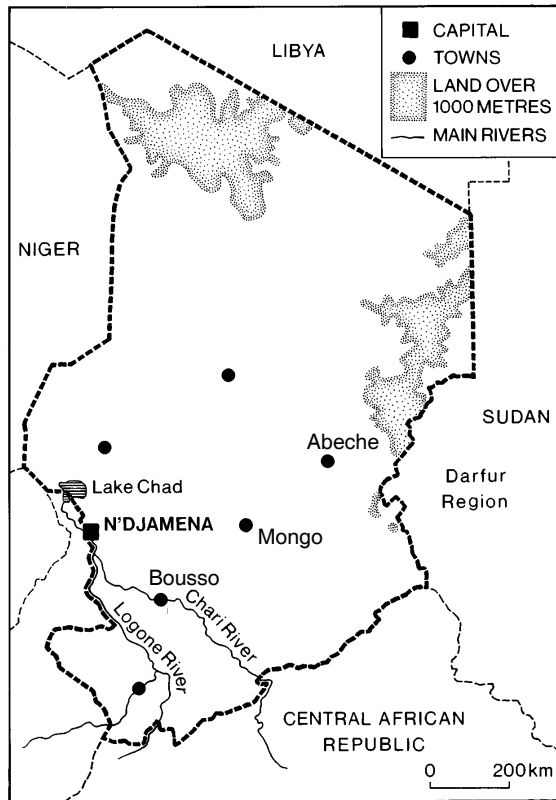 CAPITAL
TOWNS
LAND OVER
1000 METRES
MAIN RIVERS
LIBYA
NIGER
SUDAN
Darfur
Region
Abeche
Lake Chad
N'DJAMENA
Mongo
Bousso
Chari River
Logone River
CENTRAL AFRICAN
REPUBLIC
0 200km